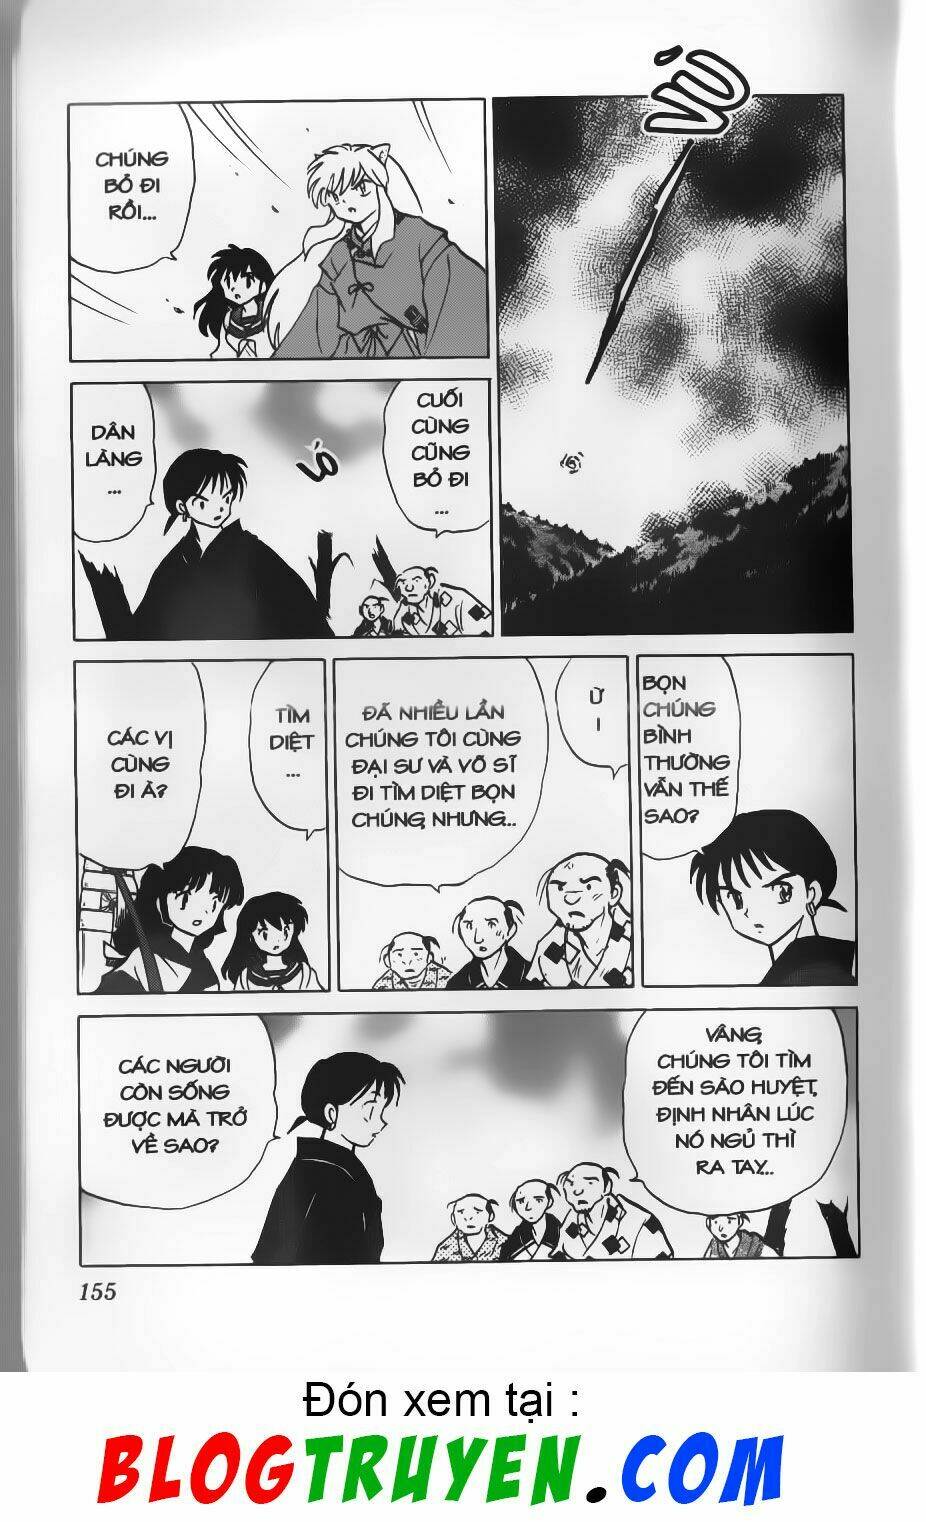 VÙ
CHÚNG
BỎ ĐI
RỒI...
CUỐI
CÙNG
CŨNG
BỎ ĐI
...
VÓ
DÂN
LÀNG
...
BỌN
CHÚNG
BÌNH
THƯỜNG
VẪN THẾ
SAO?
Ừ
!
ĐÃ NHIỀU LẦN
CHÚNG TÔI CÙNG
ĐẠI SƯ VÀ VÕ SĨ
ĐI TÌM DIỆT BỌN
CHÚNG, NHƯNG...
TÌM
DIỆT
...
CÁC VỊ
CÙNG
ĐI À?
VÂNG,
CHÚNG TÔI TÌM
ĐẾN SÀO HUYỆT,
ĐỊNH NHÂN LÚC
NÓ NGỦ THÌ
RA TAY...
CÁC NGƯỜI
CÒN SỐNG
ĐƯỢC MÀ TRỞ
VỀ SAO?
155
Đón xem tại :
BLOGTRUYEN.COM